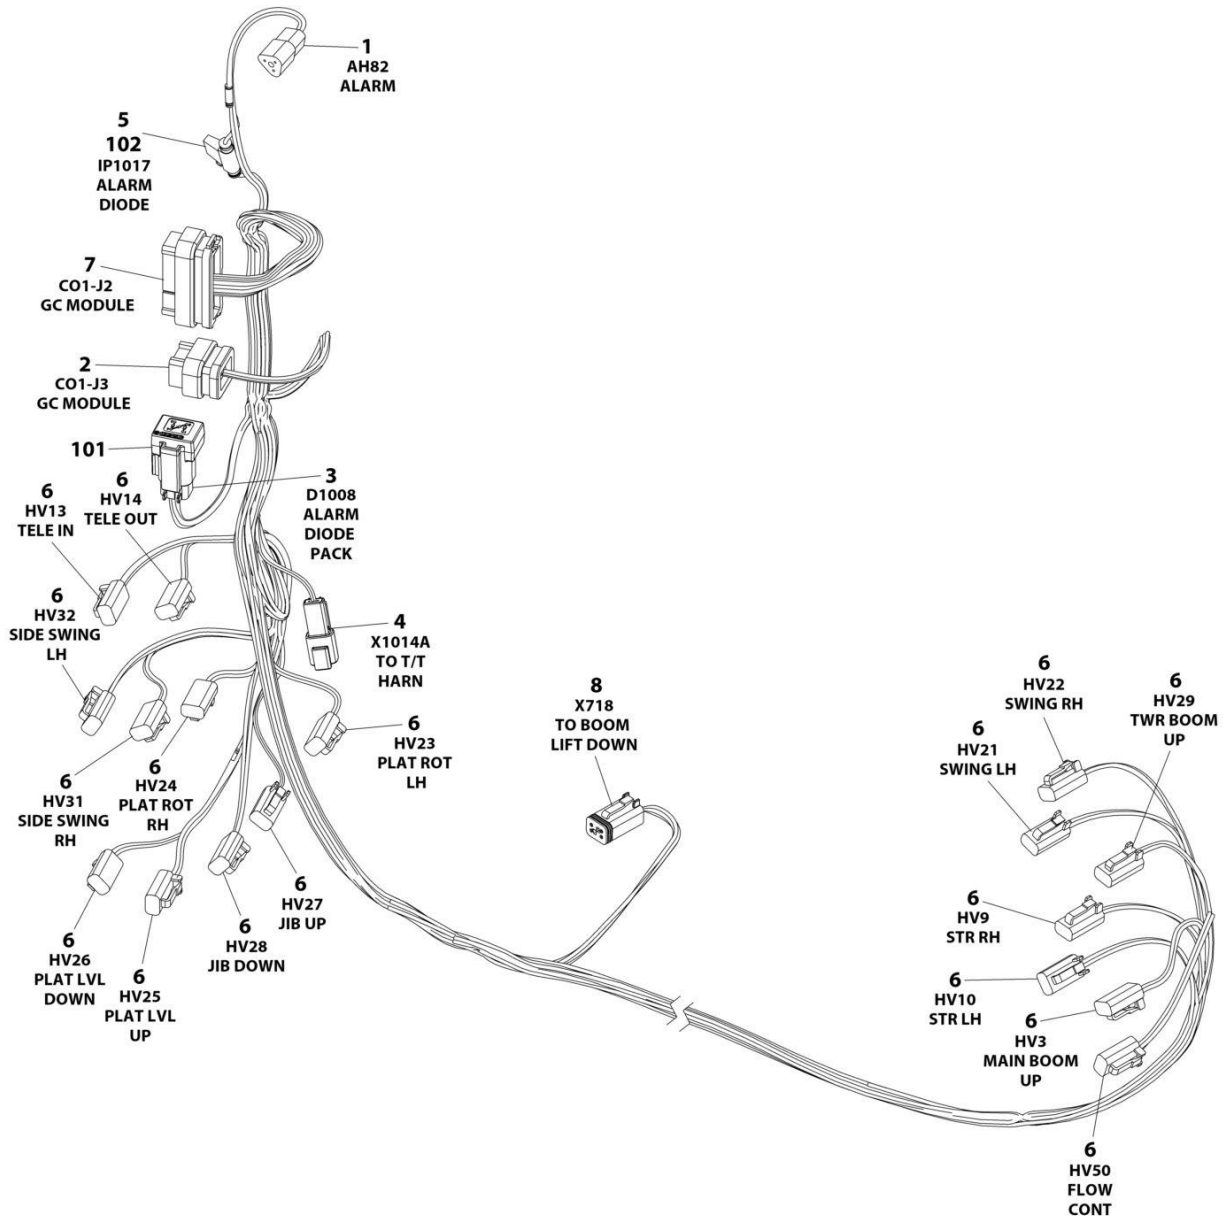 1
AH82
ALARM
5
102
IP1017
ALARM
DIODE
7
CO1-J2
GC MODULE
2
CO1-J3
GC MODULE
101
3
D1008
ALARM
DIODE
PACK
6
HV14
TELE OUT
6
HV13
TELE IN
6
HV32
SIDE SWING
LH
4
X1014A
TO T/T
HARN
6
HV23
PLAT ROT
LH
6
HV24
PLAT ROT
RH
6
HV31
SIDE SWING
RH
8
X718
TO BOOM
LIFT DOWN
6
HV22
SWING RH
6
HV29
TWR BOOM
UP
6
HV21
SWING LH
6
HV27
JIB UP
6
HV28
JIB DOWN
6
HV26
PLAT LVL
DOWN
6
HV25
PLAT LVL
UP
6
HV9
STR RH
6
HV10
STR LH
6
HV3
MAIN BOOM
UP
6
HV50
FLOW
CONT